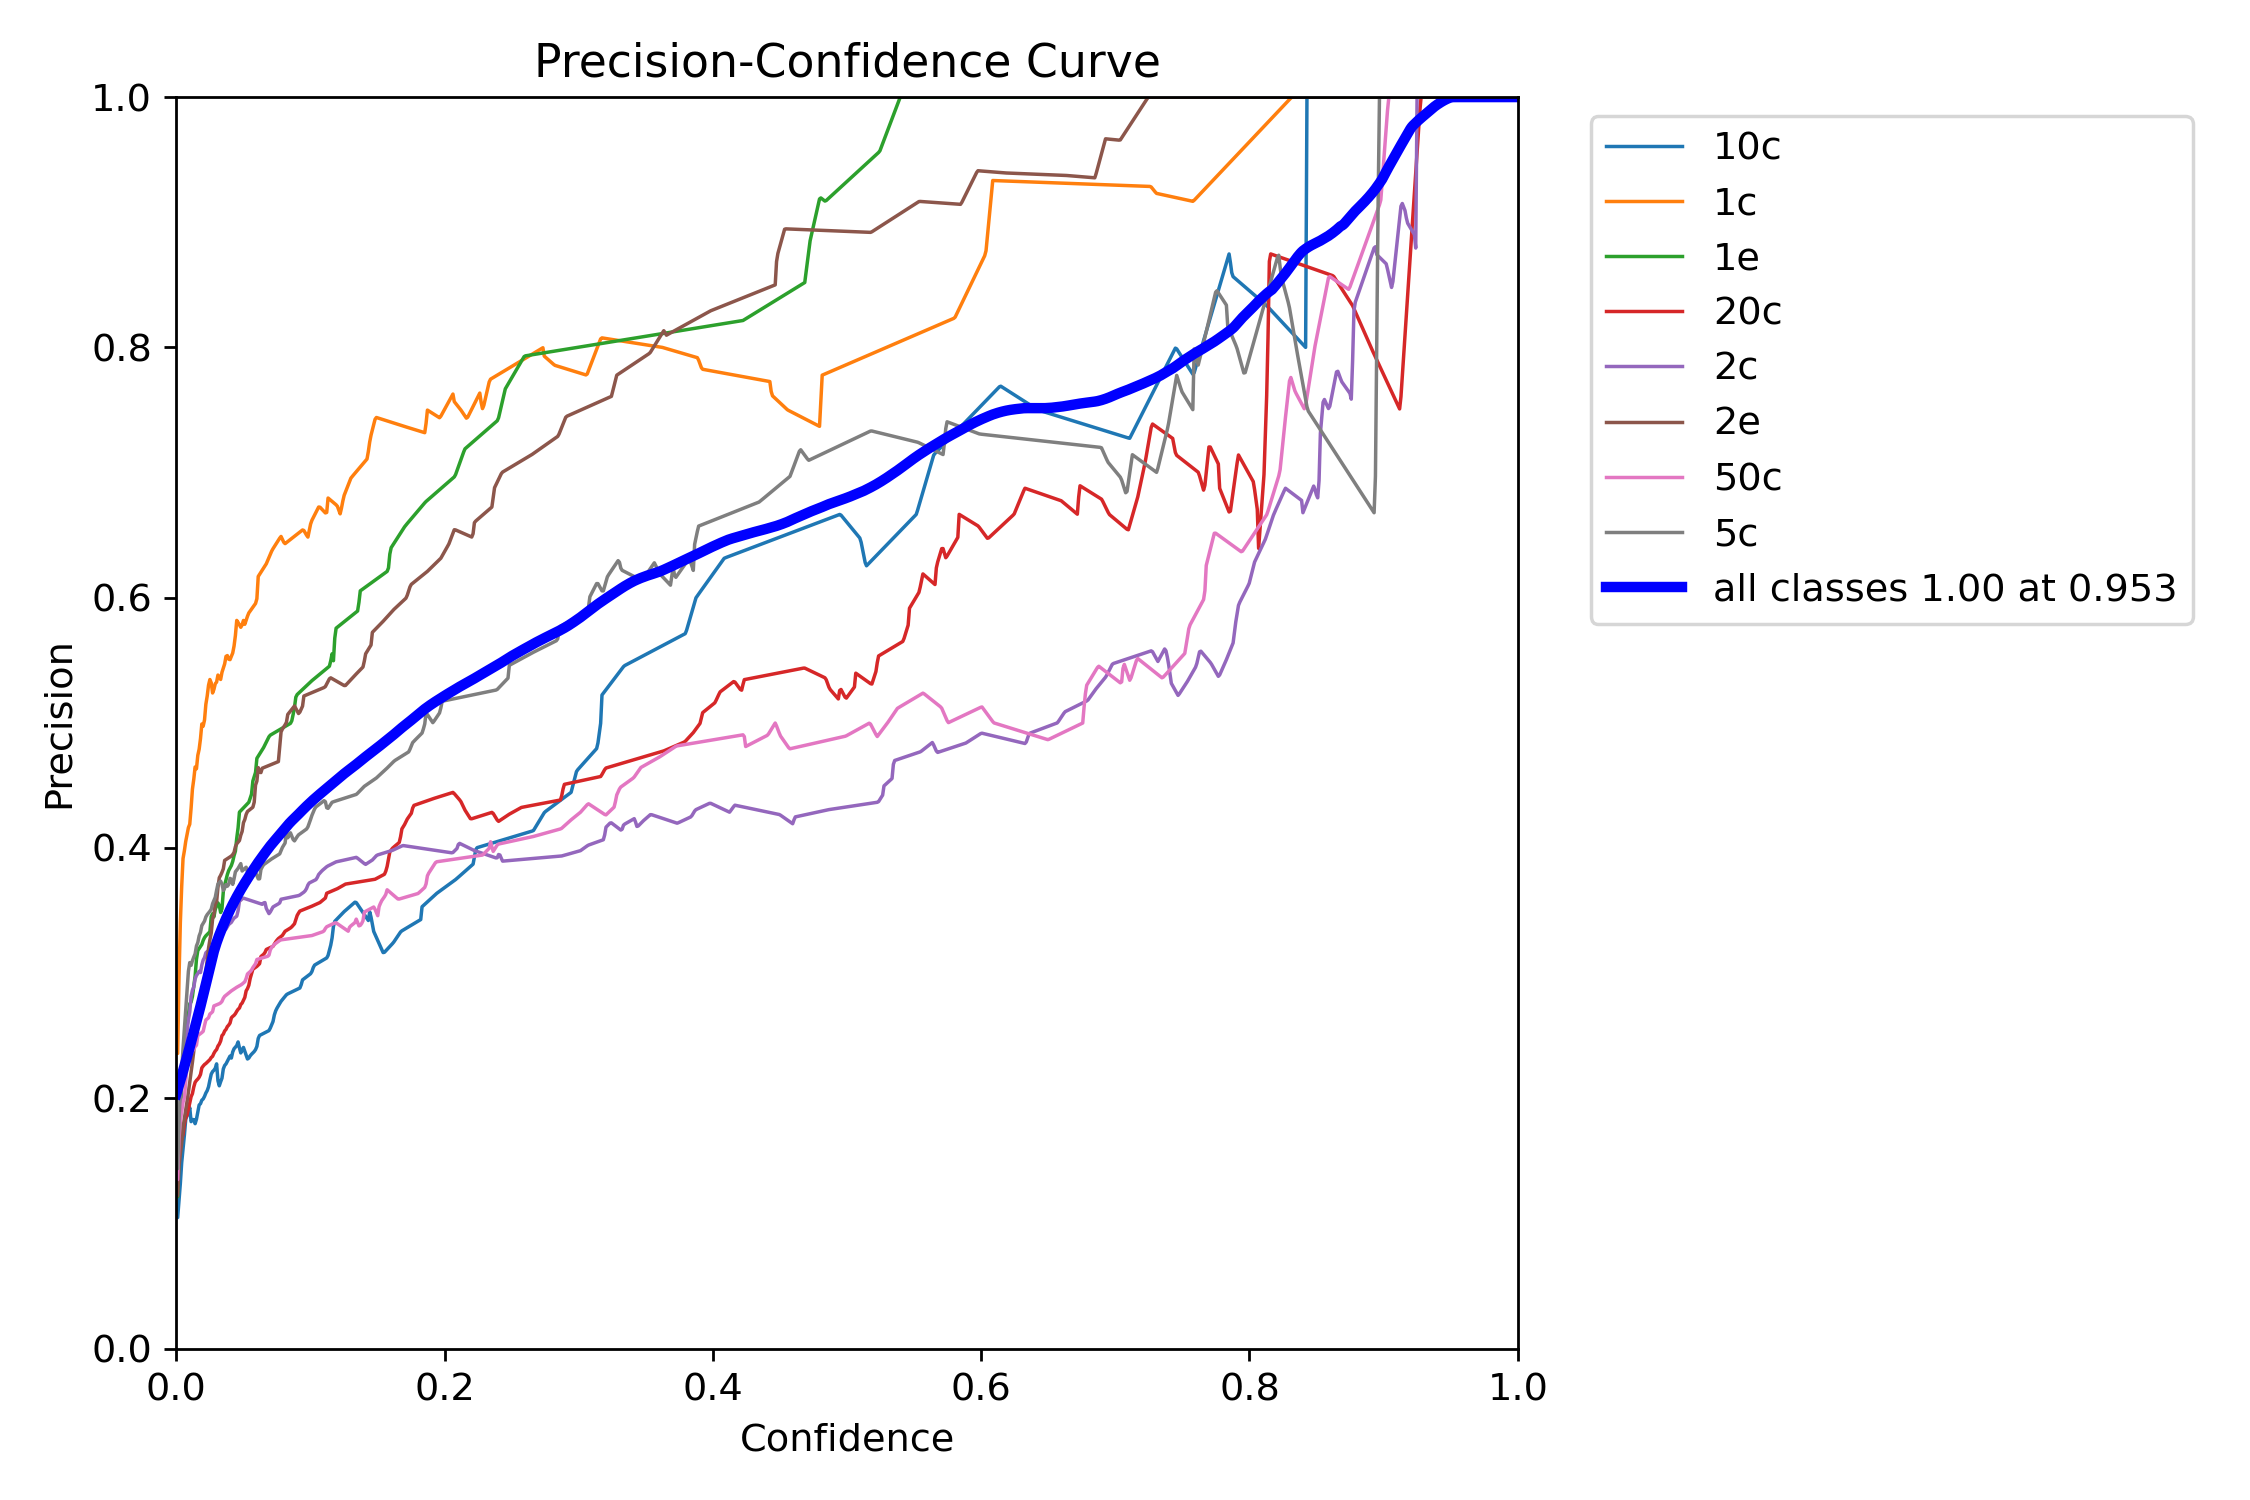 Precision-Confidence Curve
1.0
0.8
0.6
0.4
0.2
0.0
Precision
0.0 0.2 0.4 0.6 0.8 1.0
Confidence
10c
1c
1e
20c
2c
2e
50c
5c
all classes 1.00 at 0.953